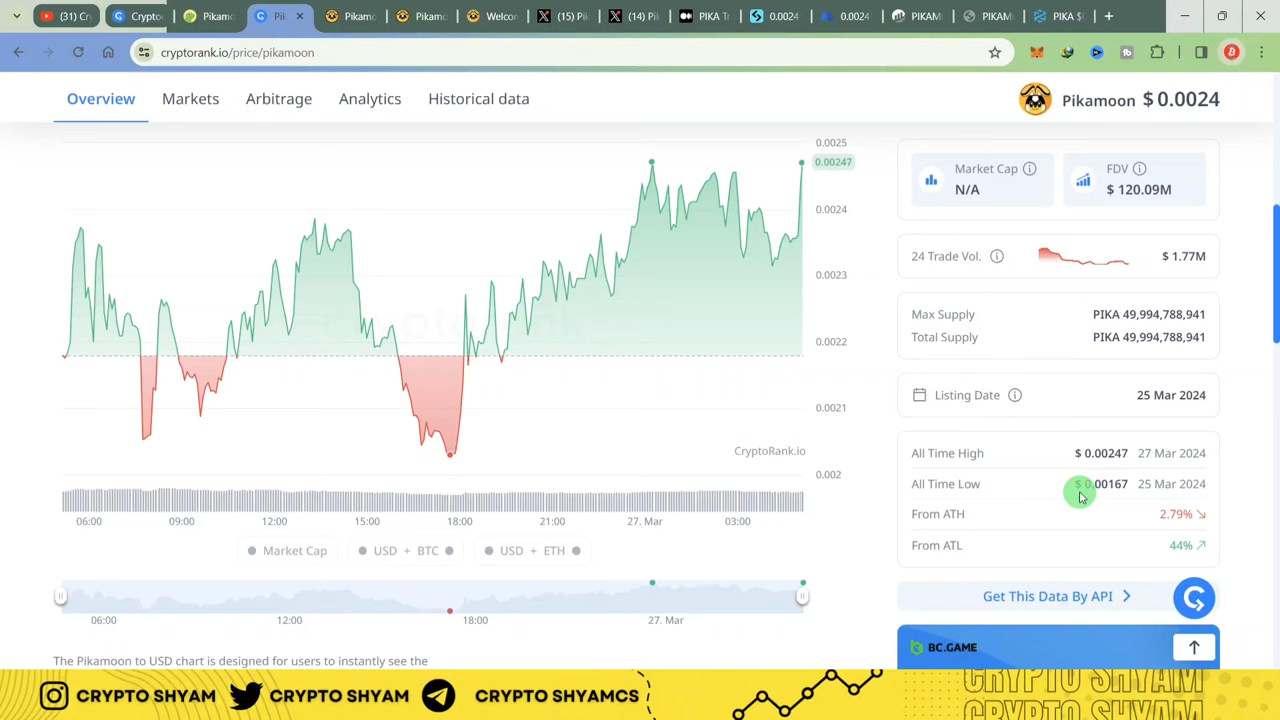 (31) Cr
Crypto
Pikamo
Pik
Pikamo
Pikamo
Welcom
(15) Pi
(14) Pi
PIKA Tr
0.0024
0.0024
PIKAM
PIKAM
PIKA $
cryptorank.io/price/pikamoon
Overview
Markets
Arbitrage
Analytics
Historical data
Pikamoon $ 0.0024
0.0025
0.00247
0.0024
0.0023
0.0022
0.0021
0.002
cryptorank
CryptoRank.io
06:00
09:00
12:00
15:00
18:00
21:00
27. Mar
03:00
Market Cap
USD + BTC
USD + ETH
06:00
12:00
18:00
27. Mar
The Pikamoon to USD chart is designed for users to instantly see the
Market Cap
N/A
FDV
$ 120.09M
24 Trade Vol.
$ 1.77M
Max Supply PIKA 49,994,788,941
Total Supply PIKA 49,994,788,941
Listing Date 25 Mar 2024
All Time High $ 0.00247 27 Mar 2024
All Time Low $ 0.00167 25 Mar 2024
From ATH 2.79%
From ATL 44%
Get This Data By API
BC.GAME
CRYPTO SHYAM
CRYPTO SHYAM
CRYPTO SHYAMCS
CRYPTO SHYAM
CRYPTO SHYAM